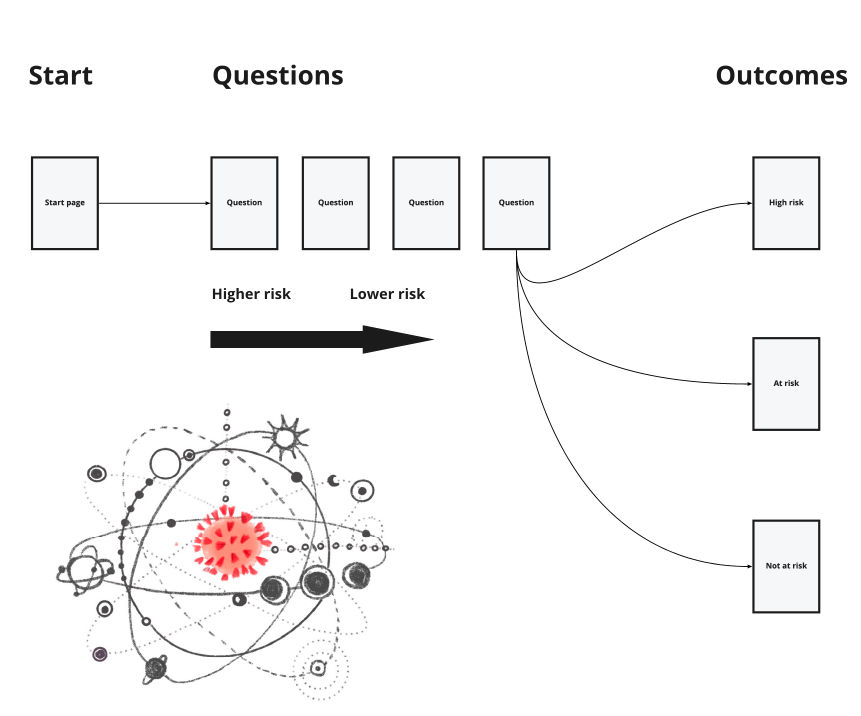 Start
Questions
Outcomes
Start page
Question
Question
Question
Question
High risk
Higher risk
Lower risk
At risk
Not at risk